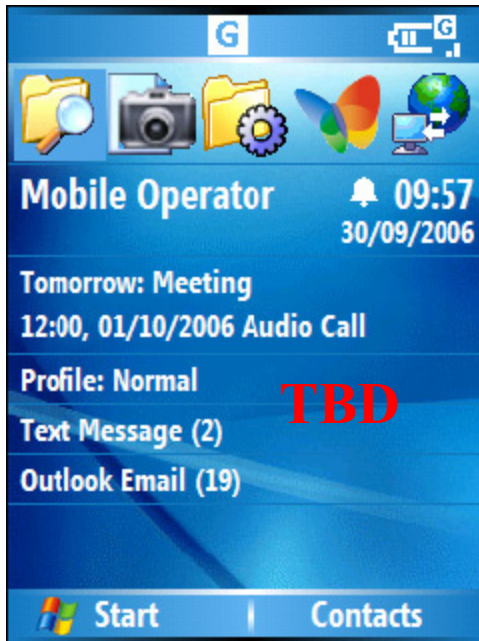 G
G
Mobile Operator 09:57
30/09/2006
Tomorrow: Meeting
12:00, 01/10/2006 Audio Call
Profile: Normal
TBD
Text Message (2)
Outlook Email (19)
Start Contacts